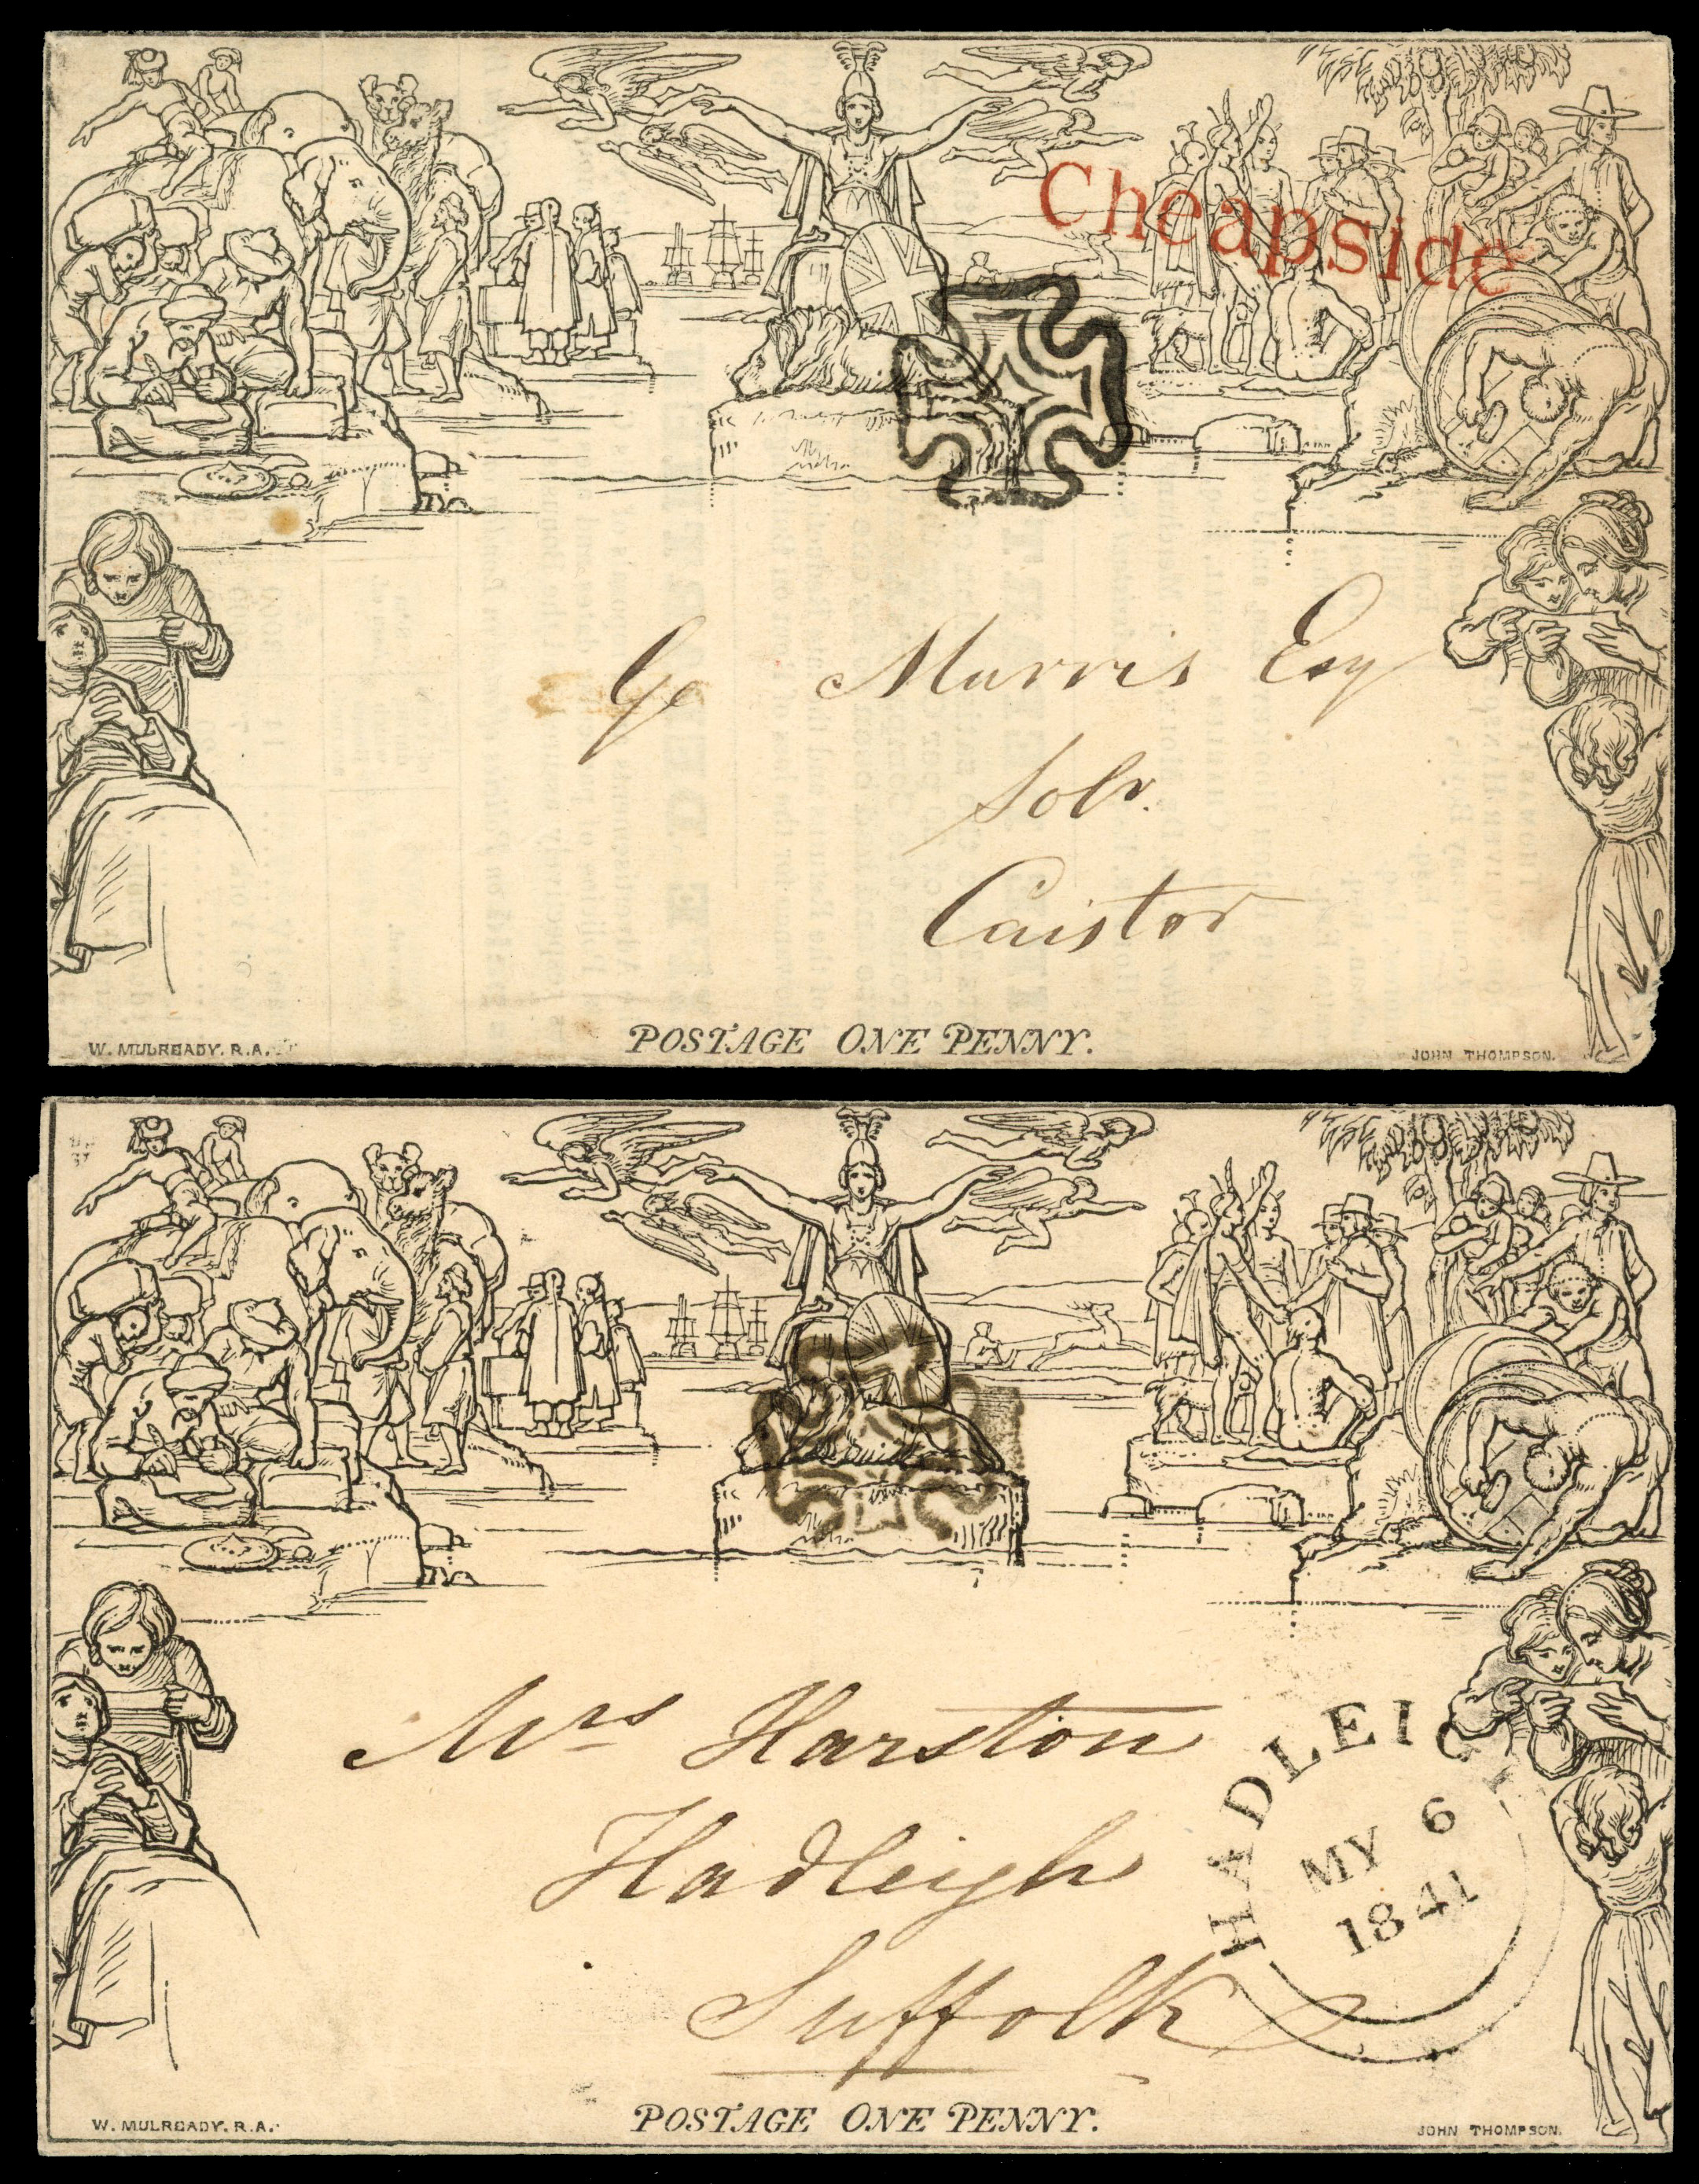 Cheapside
Ge Marris Esq
Solr.
Caistor
W. MULREADY. R.A.
POSTAGE ONE PENNY.
JOHN THOMPSON.
Mrs Harston
Hadleigh
Suffolk
HADLEIG
MY 6
1841
W. MULREADY. R.A.
POSTAGE ONE PENNY.
JOHN THOMPSON.